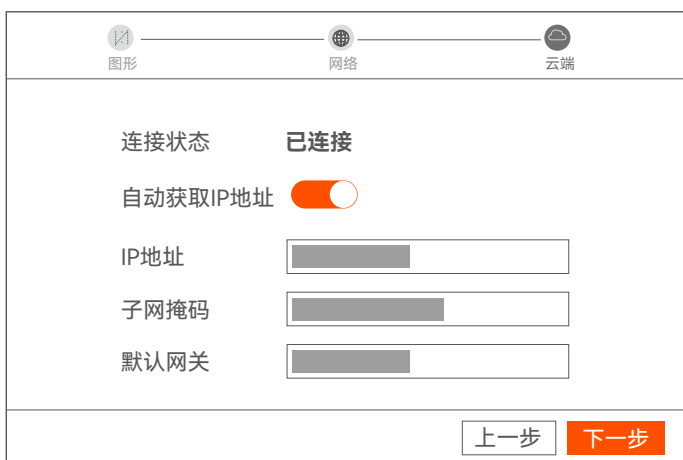 图形 网络 云端
连接状态 已连接
自动获取IP地址
IP地址
子网掩码
默认网关
上一步 下一步